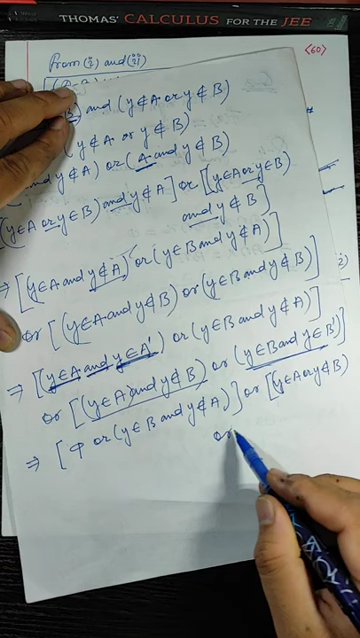 THOMAS' CALCULUS FOR THE JEE
From (i) and (ii)
<60>
and (y∉A or y∉B)
(y∉A or y∉B)
and y∉A) or (A and y∉B)
(y∈A or y∈B) and y∉A] or [(y∈A or y∈B)
and y∉B]
⇒ [(y∈A and y∉A) or (y∈B and y∉A)]
or [(y∈A and y∉B) or (y∈B and y∉B)]
⇒ [(y∈A and y∈A') or (y∈B and y∉A)]
or [(y∈A and y∉B) or (y∈B and y∈B')]
⇒ [φ or (y∈B and y∉A)] or [(y∈A or y∉B)
or